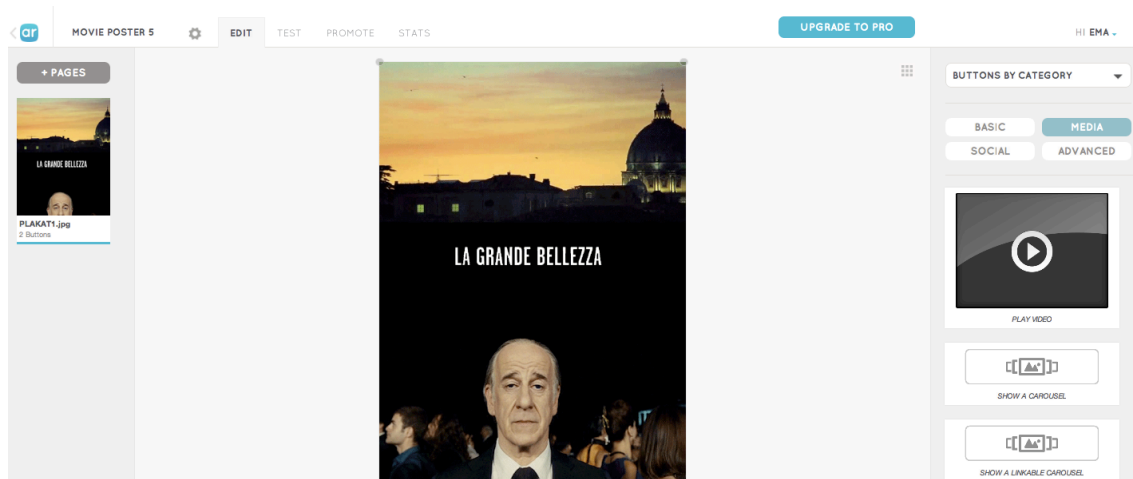 ar
MOVIE POSTER 5
EDIT
TEST
PROMOTE
STATS
UPGRADE TO PRO
HI EMA
+ PAGES
LA GRANDE BELLEZZA
PLAKAT1.jpg
2 Buttons
LA GRANDE BELLEZZA
BUTTONS BY CATEGORY
BASIC
MEDIA
SOCIAL
ADVANCED
PLAY VIDEO
SHOW A CAROUSEL
SHOW A LINKABLE CAROUSEL